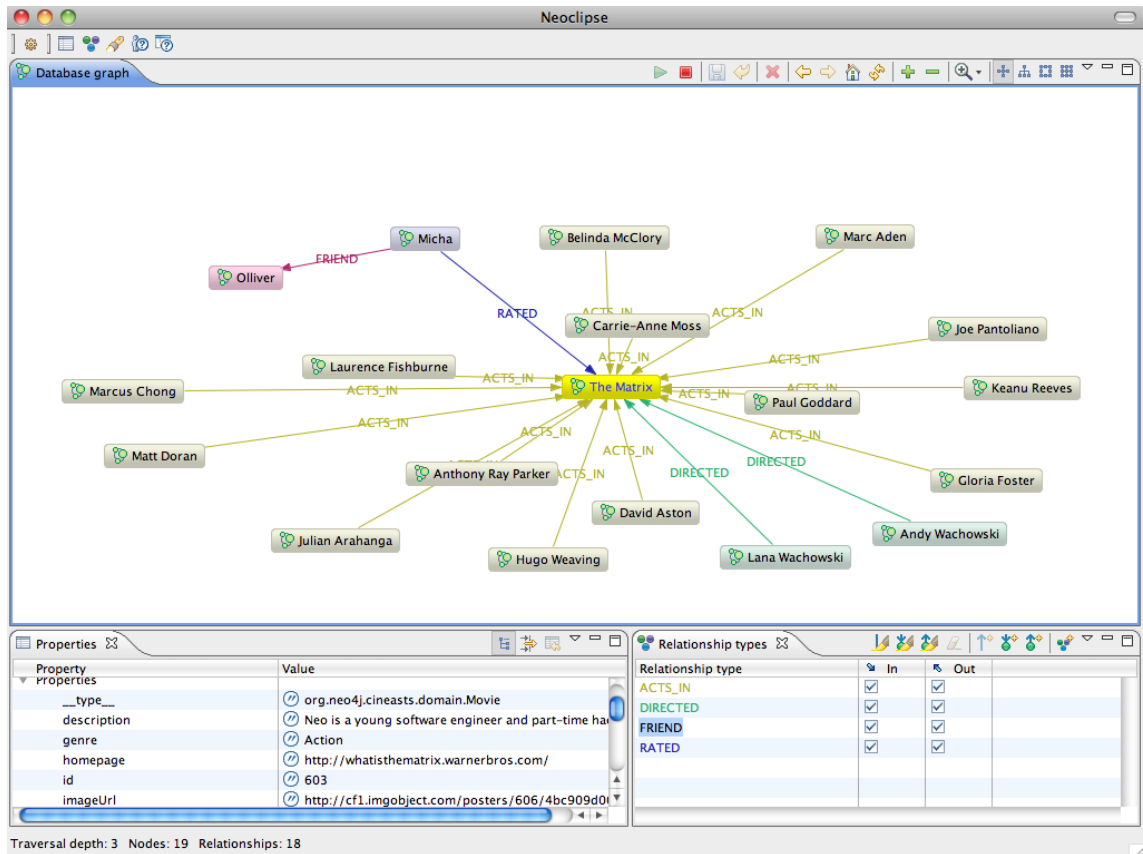 Neoclipse
Database graph
Micha
Belinda McClory
Marc Aden
FRIEND
Olliver
RATED
ACTS_IN
ACTS_IN
Carrie-Anne Moss
Joe Pantoliano
ACTS_IN
ACTS_IN
Laurence Fishburne
ACTS_IN
The Matrix
Marcus Chong
ACTS_IN
ACTS_IN
ACTS_IN
Keanu Reeves
Paul Goddard
ACTS_IN
ACTS_IN
ACTS_IN
Matt Doran
ACTS_IN
DIRECTED
Anthony Ray Parker
ACTS_IN
DIRECTED
Gloria Foster
David Aston
Julian Arahanga
Andy Wachowski
Hugo Weaving
Lana Wachowski
Properties
Property Value
Properties
__type__ org.neo4j.cineasts.domain.Movie
description Neo is a young software engineer and part-time ha
genre Action
homepage http://whatisthematrix.warnerbros.com/
id 603
imageUrl http://cf1.imgobject.com/posters/606/4bc909d0
Relationship types
Relationship type In Out
ACTS_IN
DIRECTED
FRIEND
RATED
Traversal depth: 3 Nodes: 19 Relationships: 18